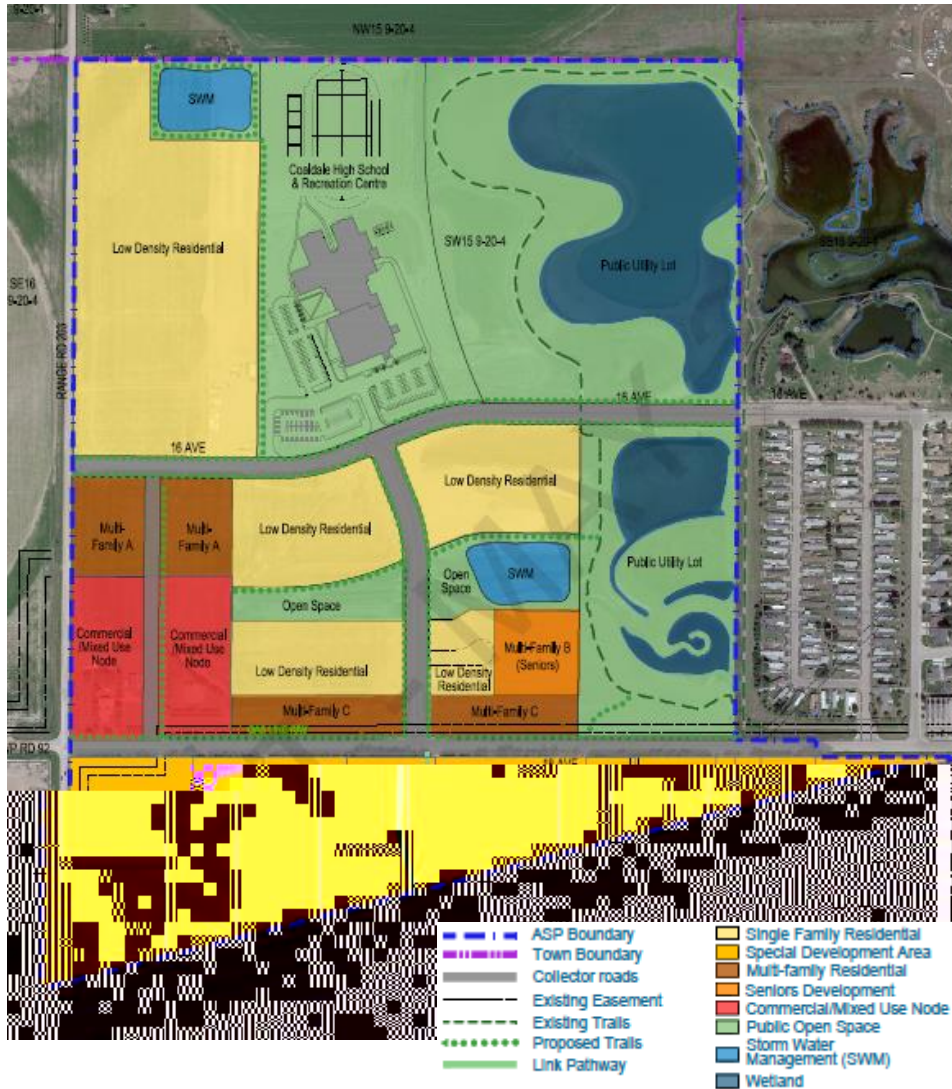 9-20-4
NW15 9-20-4
SWM
Coaldale High School
& Recreation Centre
Low Density Residential
SW15 9-20-4
Public Utility Lot
SE16
9-20-4
RANGE RD 203
16 AVE
16 AVE
16 AVE
Low Density Residential
Multi-
Family A
Multi-
Family A
Low Density Residential
Public Utility Lot
Open
Space
SWM
Open Space
Commercial
/Mixed Use
Node
Commercial
/Mixed Use
Node
Multi-Family B
(Seniors)
Low Density Residential
Low Density
Residential
Multi-Family C
Multi-Family C
RD 92
ASP Boundary
Town Boundary
Collector roads
Existing Easement
Existing Trails
Proposed Trails
Link Pathway
Single Family Residential
Special Development Area
Multi-family Residential
Seniors Development
Commercial/Mixed Use Node
Public Open Space
Storm Water
Management (SWM)
Wetland